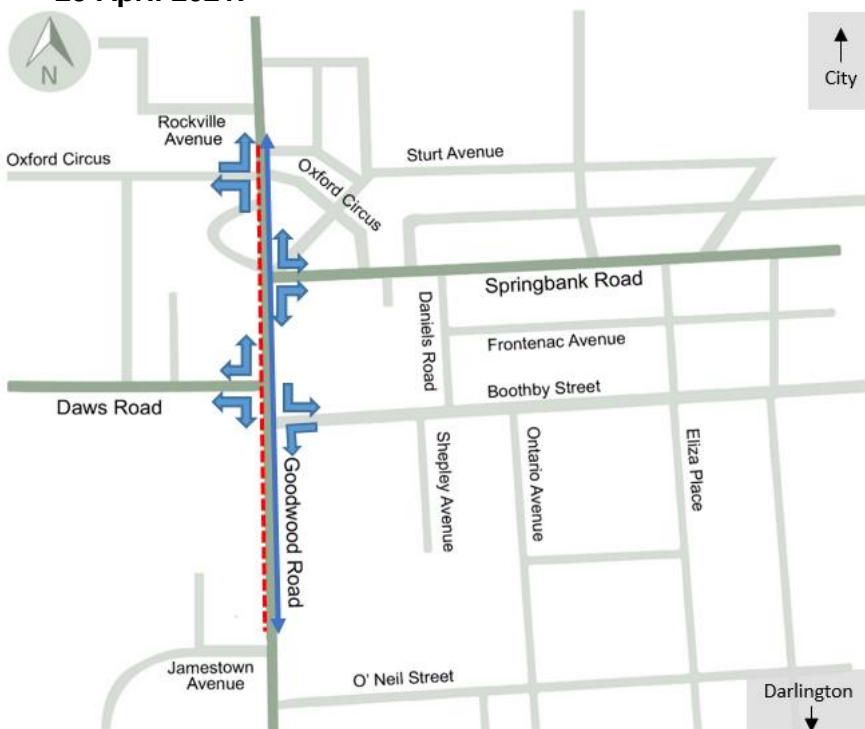 N
City
Rockville
Avenue
Oxford Circus
Sturt Avenue
Oxford Circus
Springbank Road
Daniels Road
Frontenac Avenue
Boothby Street
Daws Road
Goodwood Road
Shepley Avenue
Ontario Avenue
Eliza Place
Jamestown
Avenue
O' Neil Street
Darlington